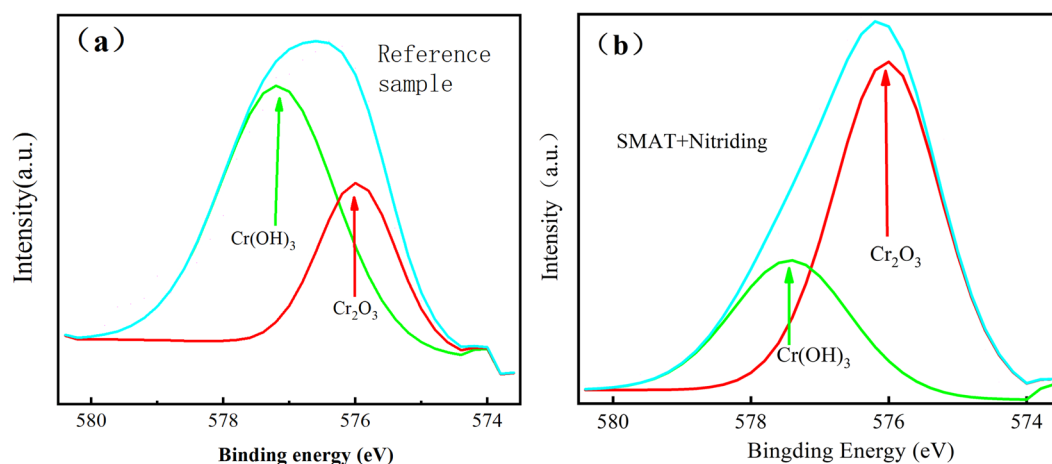 (a)
Reference
sample
Intensity(a.u.)
Cr(OH)₃
Cr₂O₃
580 578 576 574
Binding energy (eV)
(b)
SMAT+Nitriding
Intensity（a.u.）
Cr₂O₃
Cr(OH)₃
580 578 576 574
Bingding Energy (eV)